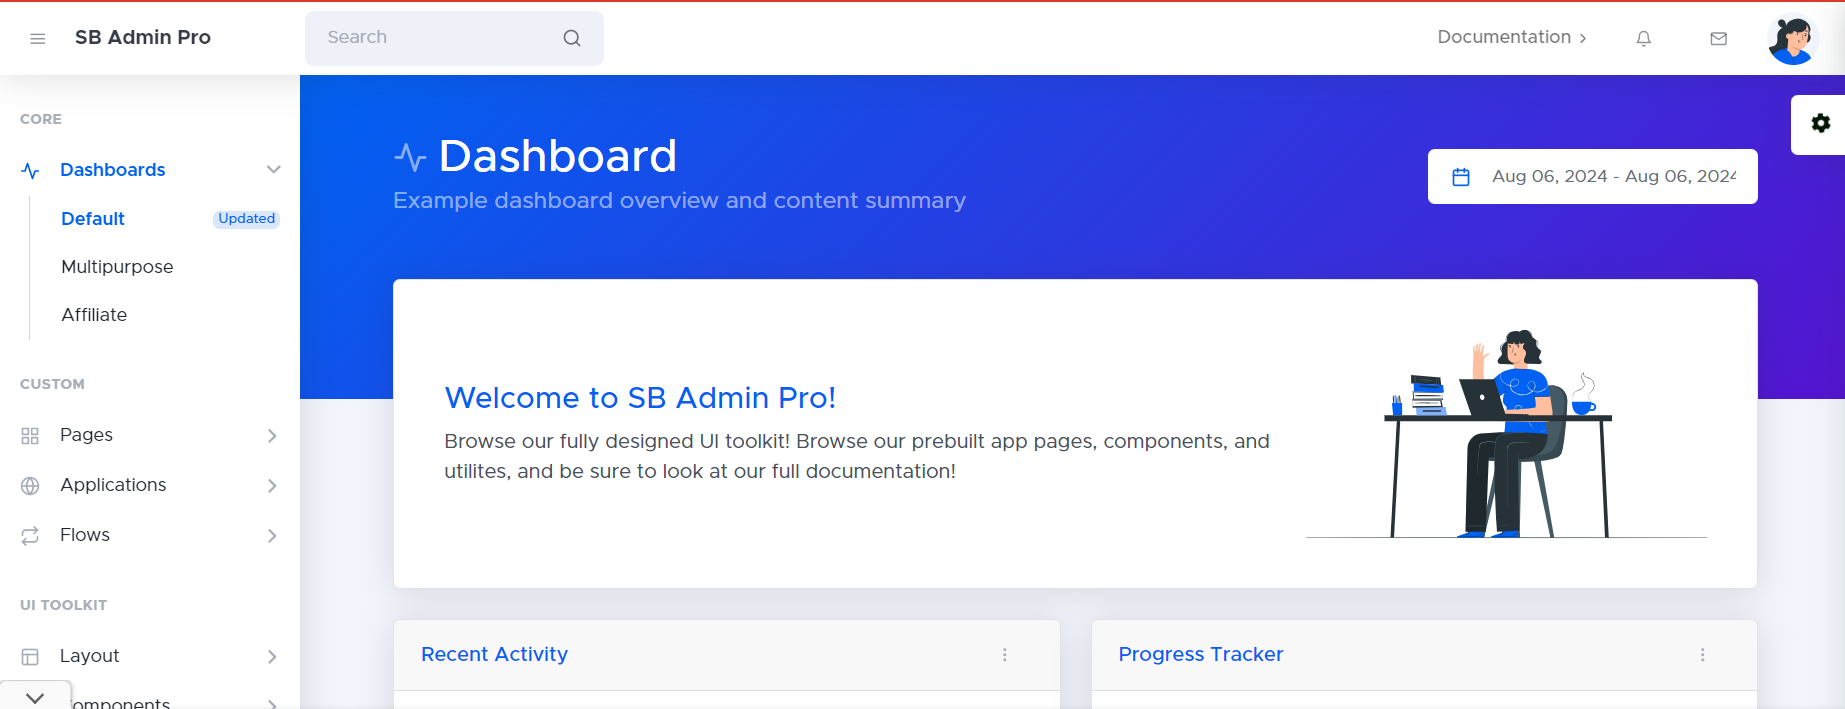 SB Admin Pro
Search
Documentation
CORE
Dashboards
Default
Updated
Multipurpose
Affiliate
CUSTOM
Pages
Applications
Flows
UI TOOLKIT
Layout
omponents
Dashboard
Example dashboard overview and content summary
Aug 06, 2024 - Aug 06, 2024
Welcome to SB Admin Pro!
Browse our fully designed UI toolkit! Browse our prebuilt app pages, components, and
utilites, and be sure to look at our full documentation!
Recent Activity
Progress Tracker